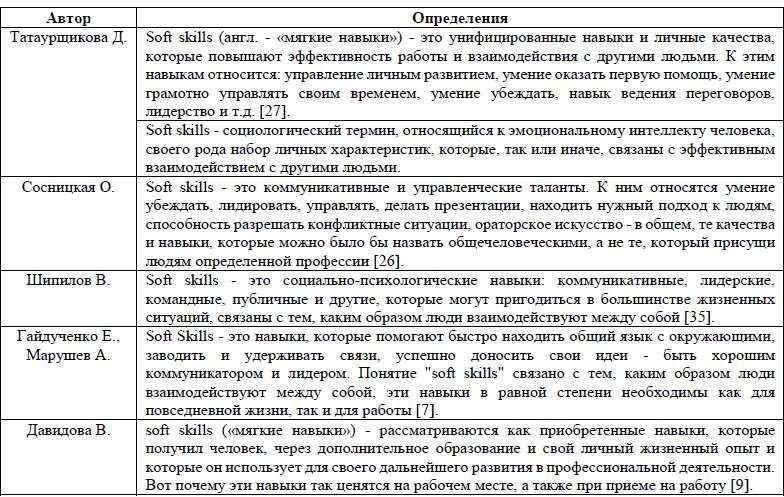 Автор Определения
Татаурщикова Д. Soft skills (англ. - «мягкие навыки») - это унифицированные навыки и личные качества,
которые повышают эффективность работы и взаимодействия с другими людьми. К этим
навыкам относится: управление личным развитием, умение оказать первую помощь, умение
грамотно управлять своим временем, умение убеждать, навык ведения переговоров,
лидерство и т.д. [27].
Soft skills - социологический термин, относящийся к эмоциональному интеллекту человека,
своего рода набор личных характеристик, которые, так или иначе, связаны с эффективным
взаимодействием с другими людьми.
Сосницкая О. Soft skills - это коммуникативные и управленческие таланты. К ним относятся умение
убеждать, лидировать, управлять, делать презентации, находить нужный подход к людям,
способность разрешать конфликтные ситуации, ораторское искусство - в общем, те качества
и навыки, которые можно было бы назвать общечеловеческими, а не те, который присущи
людям определенной профессии [26].
Шипилов В. Soft skills - это социально-психологические навыки: коммуникативные, лидерские,
командные, публичные и другие, которые могут пригодиться в большинстве жизненных
ситуаций, связаны с тем, каким образом люди взаимодействуют между собой [35].
Гайдученко Е., Soft Skills - это навыки, которые помогают быстро находить общий язык с окружающими,
Марушев А. заводить и удерживать связи, успешно доносить свои идеи - быть хорошим
коммуникатором и лидером. Понятие "soft skills" связано с тем, каким образом люди
взаимодействуют между собой, эти навыки в равной степени необходимы как для
повседневной жизни, так и для работы [7].
Давидова В. soft skills («мягкие навыки») - рассматриваются как приобретенные навыки, которые
получил человек, через дополнительное образование и свой личный жизненный опыт и
которые он использует для своего дальнейшего развития в профессиональной деятельности.
Вот почему эти навыки так ценятся на рабочем месте, а также при приеме на работу [9].